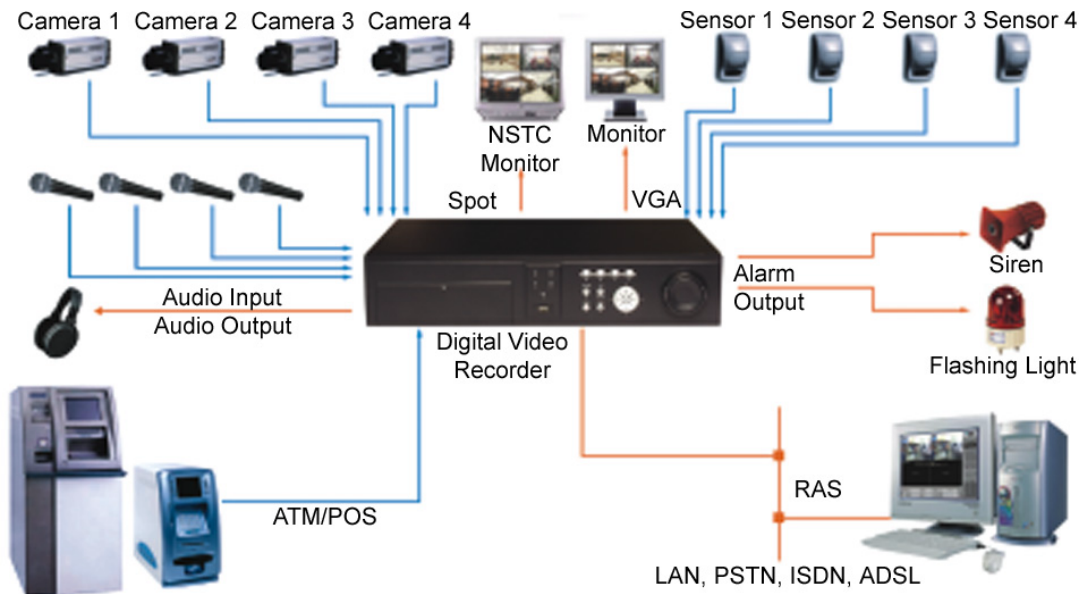 Camera 1
Camera 2
Camera 3
Camera 4
Sensor 1
Sensor 2
Sensor 3
Sensor 4
NSTC
Monitor
Monitor
Spot
VGA
Audio Input
Audio Output
Alarm
Output
Siren
Digital Video
Recorder
Flashing Light
ATM/POS
RAS
LAN, PSTN, ISDN, ADSL